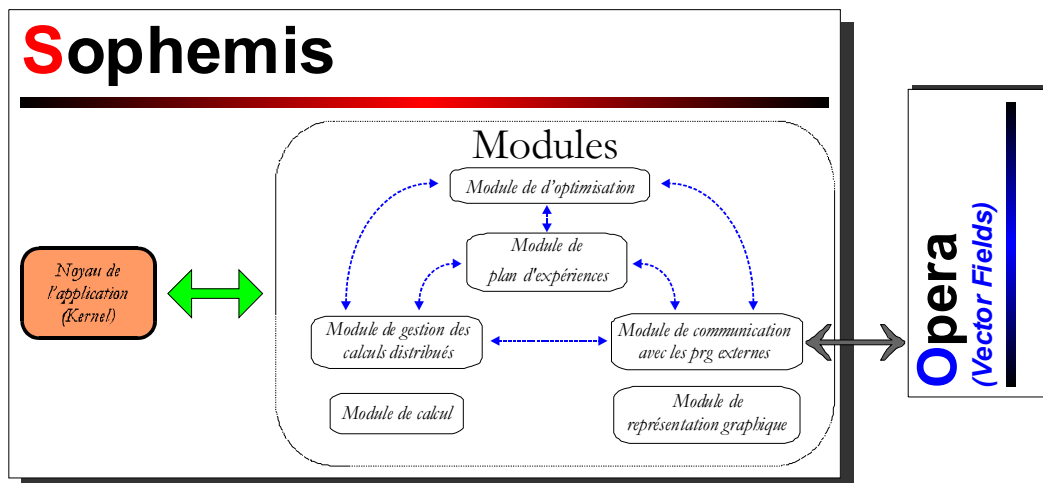 Sophemis
Modules
Module de d'optimisation
Module de
plan d'expériences
Noyau de
l'application
(Kernel)
Module de gestion des
calculs distribués
Module de communication
avec les prg externes
Module de calcul
Module de
représentation graphique
Opera
(Vector Fields)